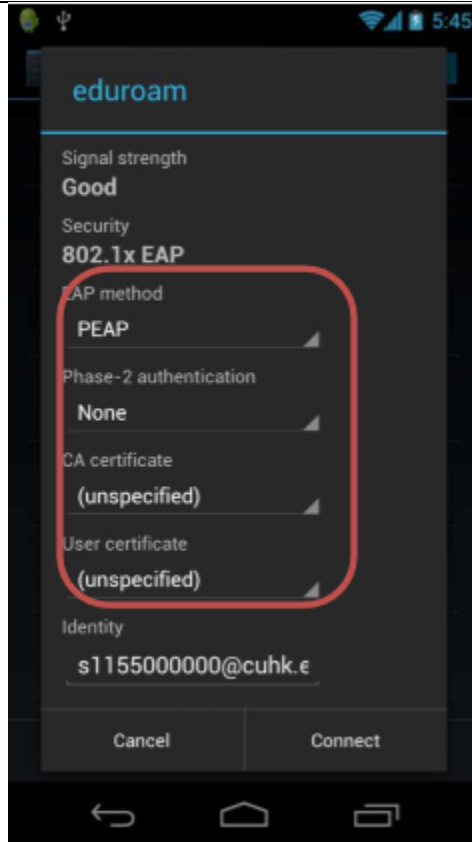 5:45
eduroam
Signal strength
Good
Security
802.1x EAP
EAP method
PEAP
Phase-2 authentication
None
CA certificate
(unspecified)
User certificate
(unspecified)
Identity
s1155000000@cuhk.e
Cancel
Connect